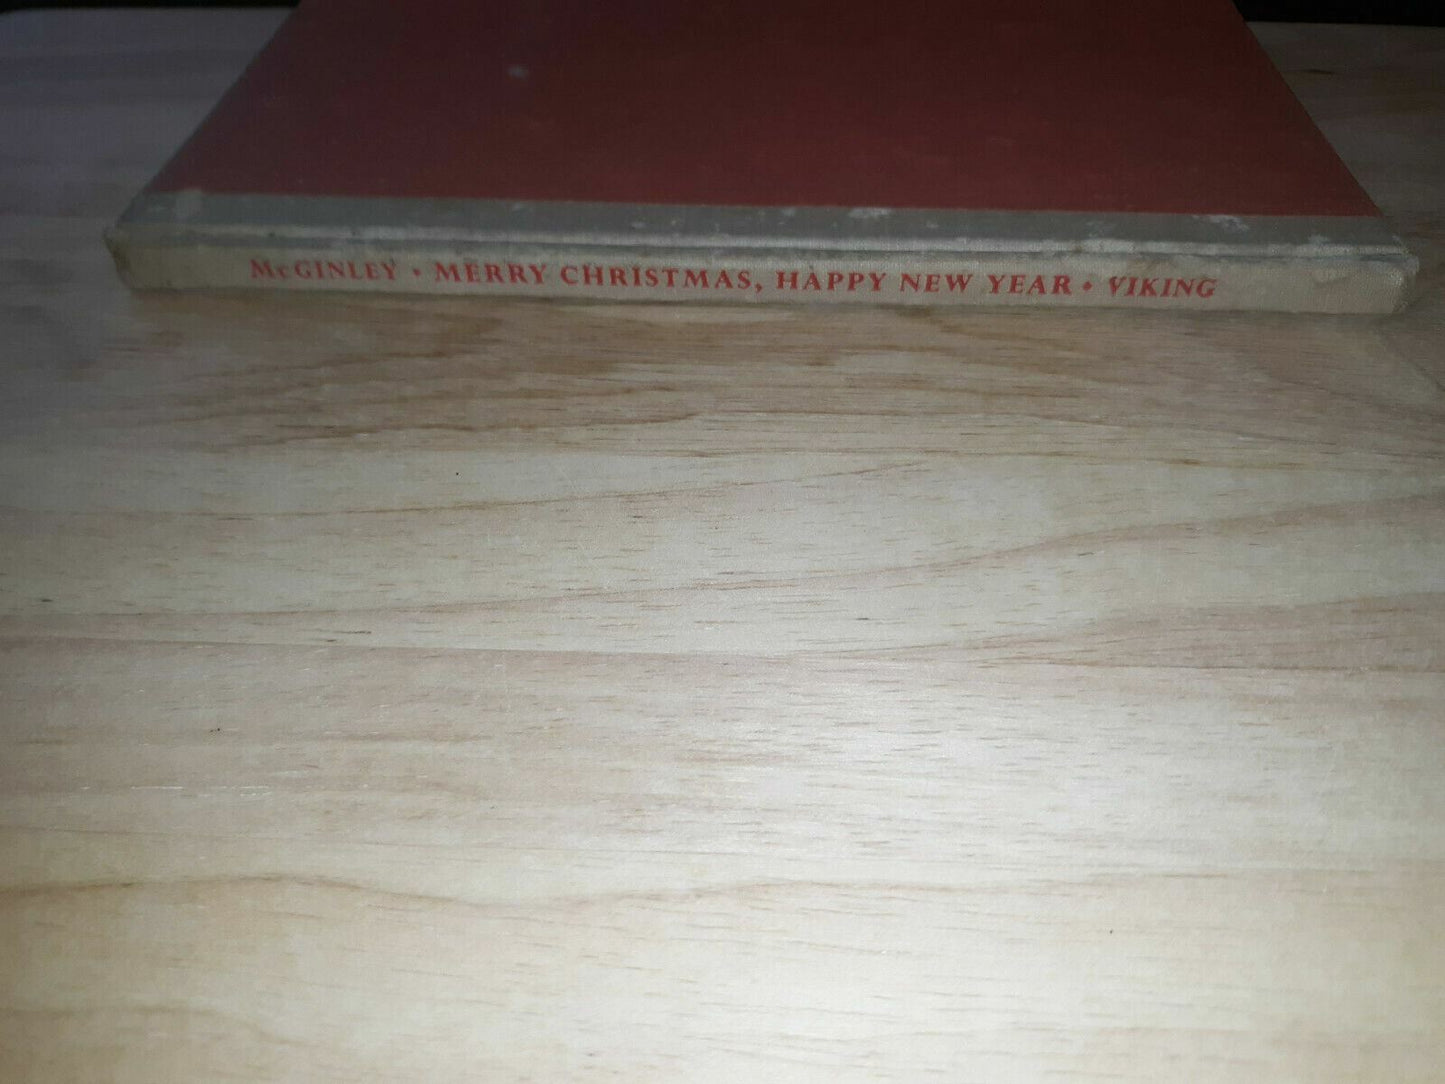 McGINLEY • MERRY CHRISTMAS, HAPPY NEW YEAR • VIKING